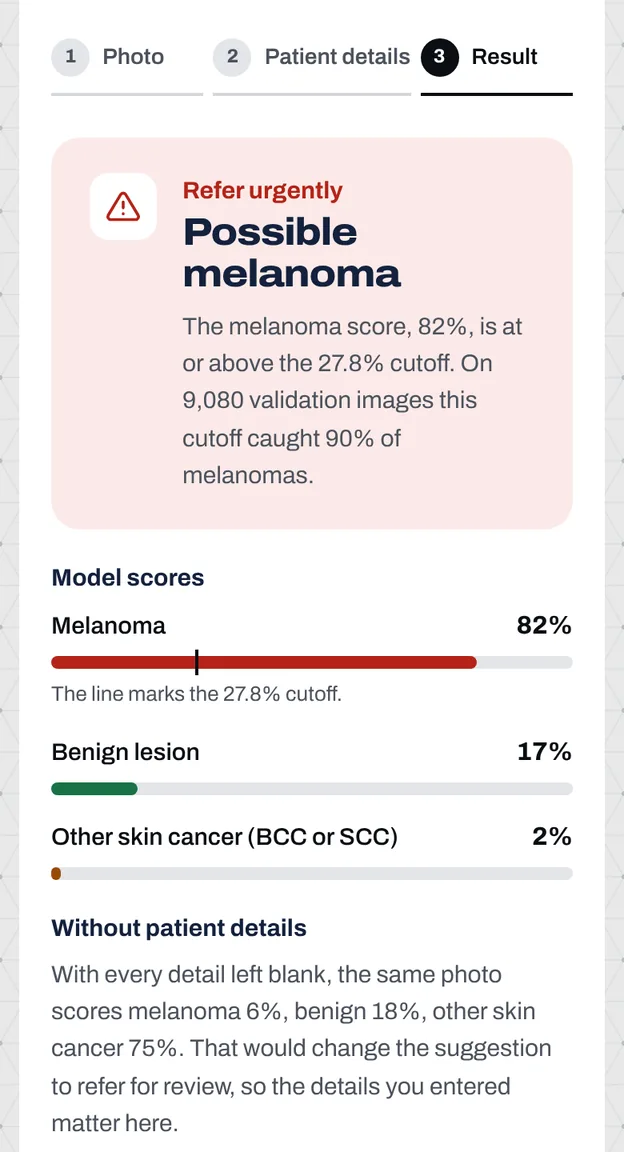 1 Photo 2 Patient details 3 Result
Refer urgently
Possible
melanoma
The melanoma score, 82%, is at
or above the 27.8% cutoff. On
9,080 validation images this
cutoff caught 90% of
melanomas.
Model scores
Melanoma 82%
The line marks the 27.8% cutoff.
Benign lesion 17%
Other skin cancer (BCC or SCC) 2%
Without patient details
With every detail left blank, the same photo
scores melanoma 6%, benign 18%, other skin
cancer 75%. That would change the suggestion
to refer for review, so the details you entered
matter here.